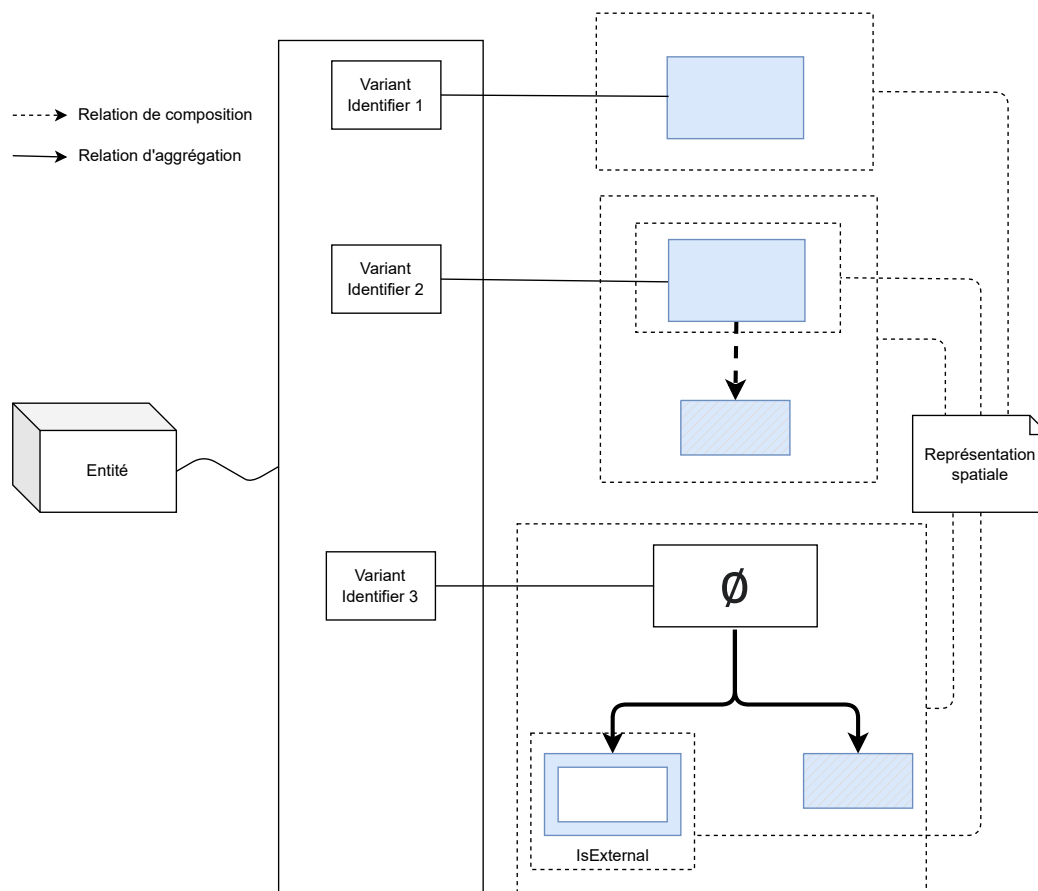 Variant
Identifier 1
Relation de composition
Relation d'aggrégation
Variant
Identifier 2
Entité
Représentation
spatiale
Variant
Identifier 3
Ø
IsExternal